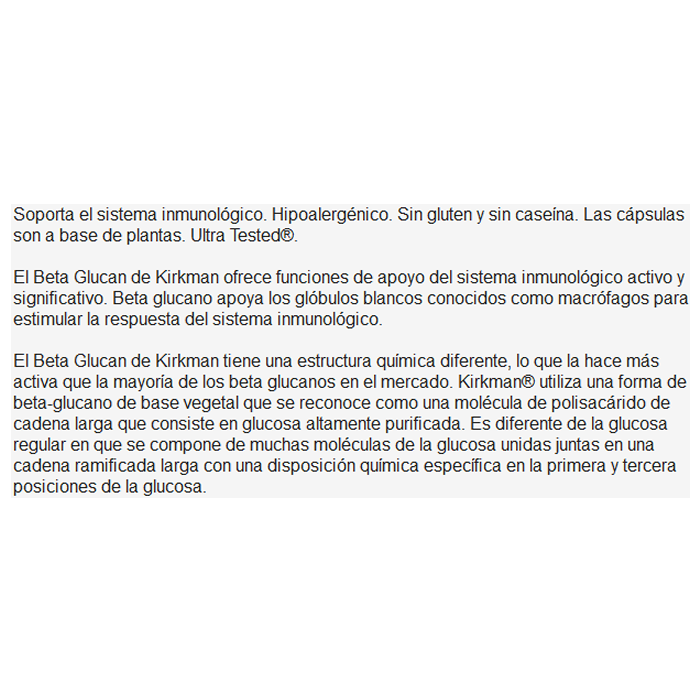 Soporta el sistema inmunológico. Hipoalergénico. Sin gluten y sin caseína. Las cápsulas
son a base de plantas. Ultra Tested®.
El Beta Glucan de Kirkman ofrece funciones de apoyo del sistema inmunológico activo y
significativo. Beta glucano apoya los glóbulos blancos conocidos como macrófagos para
estimular la respuesta del sistema inmunológico.
El Beta Glucan de Kirkman tiene una estructura química diferente, lo que la hace más
activa que la mayoría de los beta glucanos en el mercado. Kirkman® utiliza una forma de
beta-glucano de base vegetal que se reconoce como una molécula de polisacárido de
cadena larga que consiste en glucosa altamente purificada. Es diferente de la glucosa
regular en que se compone de muchas moléculas de la glucosa unidas juntas en una
cadena ramificada larga con una disposición química específica en la primera y tercera
posiciones de la glucosa.